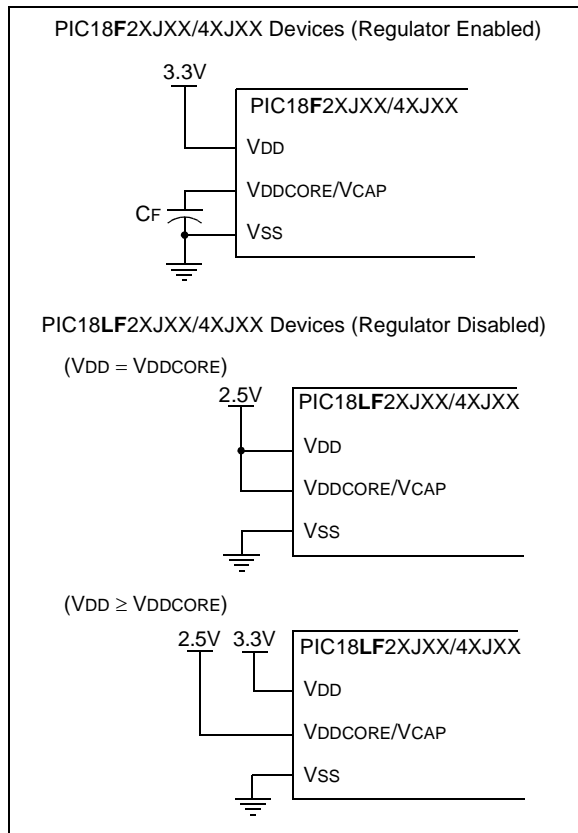 PIC18F2XJXX/4XJXX Devices (Regulator Enabled)
3.3V
PIC18F2XJXX/4XJXX
VDD
VDDCORE/VCAP
CF
VSS
PIC18LF2XJXX/4XJXX Devices (Regulator Disabled)
(VDD = VDDCORE)
2.5V
PIC18LF2XJXX/4XJXX
VDD
VDDCORE/VCAP
VSS
(VDD ≥ VDDCORE)
2.5V 3.3V
PIC18LF2XJXX/4XJXX
VDD
VDDCORE/VCAP
VSS